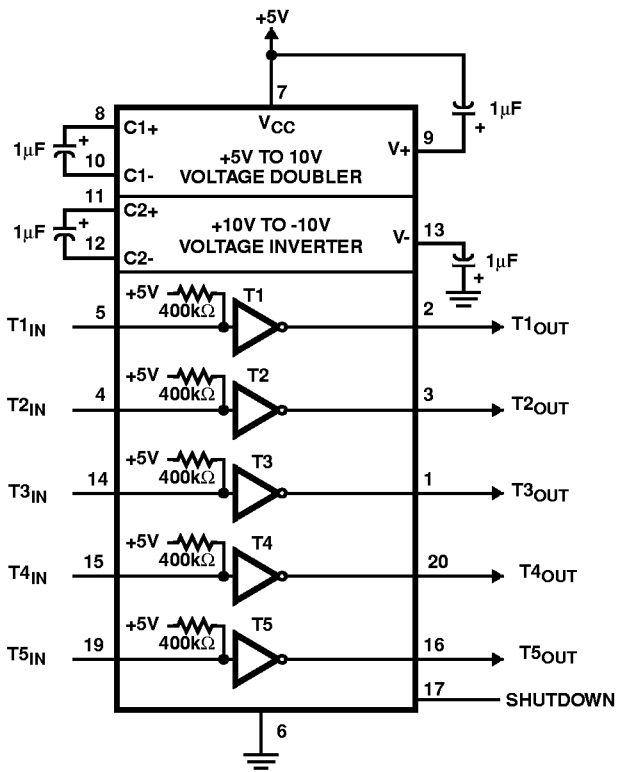 +5V
7
8 C1+ VCC 1μF
+
+
1μF 9
V+
+5V TO 10V
10
C1- VOLTAGE DOUBLER
11
C2+
+
+10V TO -10V
1μF V- 13
12 VOLTAGE INVERTER
C2- 1μF
+
+5V T1
400kΩ
T1IN 5 2 T1OUT
+5V T2
400kΩ
T2IN 4 3 T2OUT
+5V T3
400kΩ
T3IN 14 1 T3OUT
+5V T4
400kΩ
T4IN 15 20 T4OUT
+5V T5
400kΩ
T5IN 19 16 T5OUT
17
SHUTDOWN
6